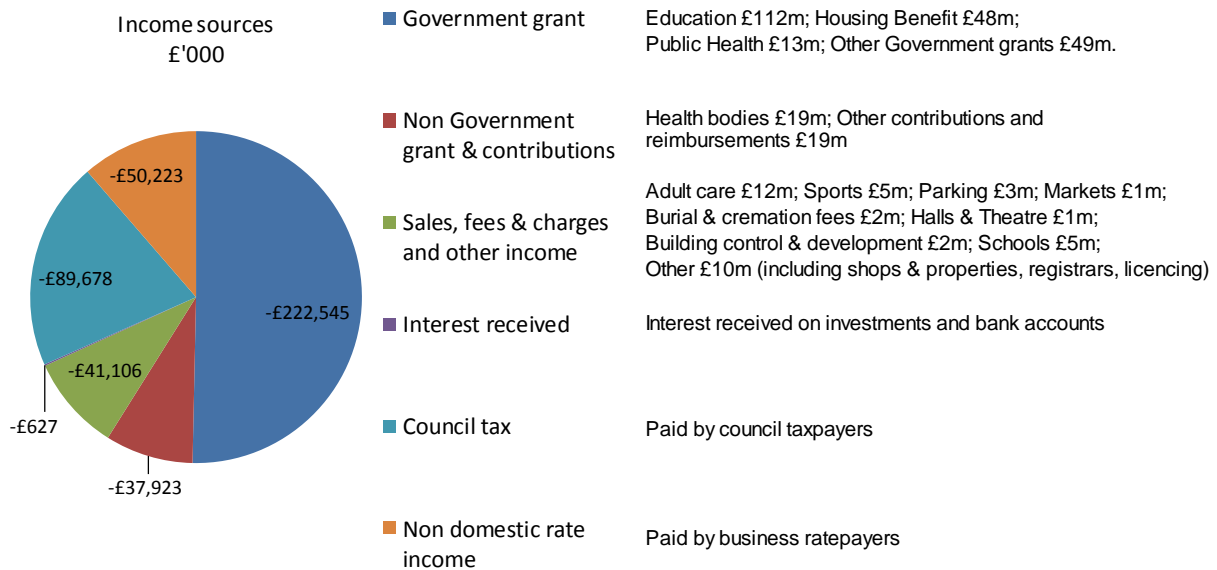 Income sources
£'000
-£50,223
-£89,678
-£222,545
-£41,106
-£627
-£37,923
Government grant
Education £112m; Housing Benefit £48m;
Public Health £13m; Other Government grants £49m.
Non Government
grant & contributions
Health bodies £19m; Other contributions and
reimbursements £19m
Sales, fees & charges
and other income
Adult care £12m; Sports £5m; Parking £3m; Markets £1m;
Burial & cremation fees £2m; Halls & Theatre £1m;
Building control & development £2m; Schools £5m;
Other £10m (including shops & properties, registrars, licencing)
Interest received
Interest received on investments and bank accounts
Council tax
Paid by council taxpayers
Non domestic rate
income
Paid by business ratepayers